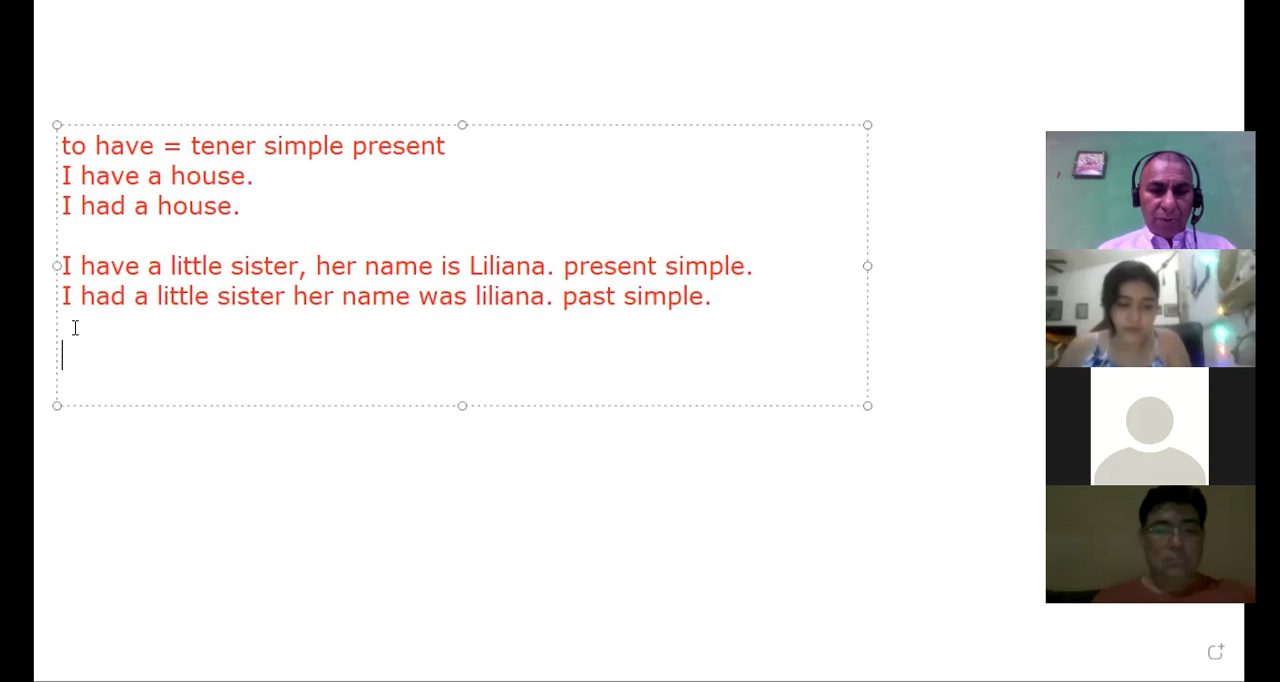 to have = tener simple present
I have a house.
I had a house.
I have a little sister, her name is Liliana. present simple.
I had a little sister her name was liliana. past simple.